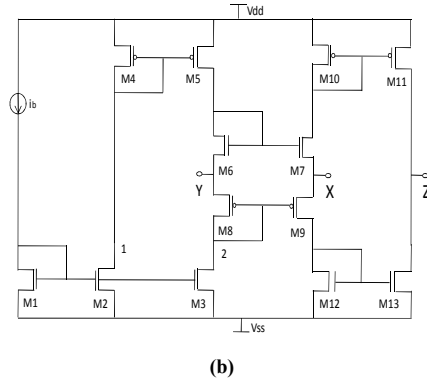 Vdd
M4 M5 M10 M11
ib
M6 M7
Y X Z
M8 M9
1 2
M1 M2 M3 M12 M13
Vss
(b)